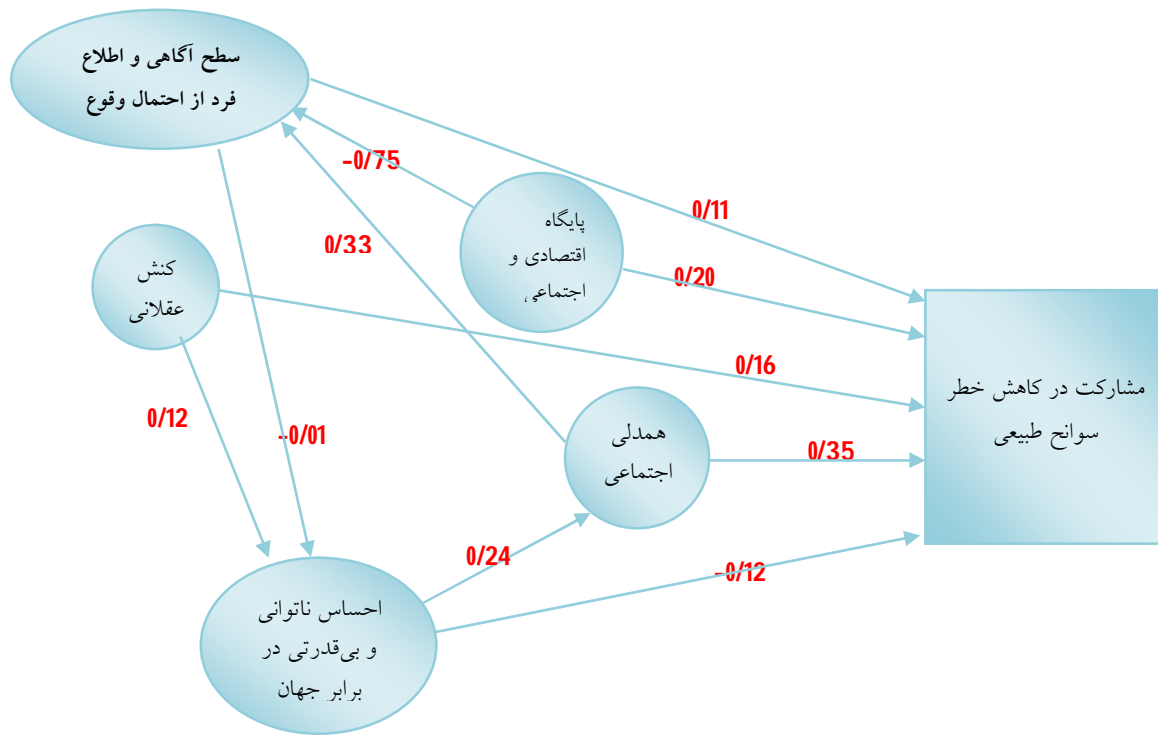 سطح آگاهی و اطلاع
فرد از احتمال وقوع
-0/75
پایگاه
اقتصادی و
اجتماعی
0/11
0/33
0/20
کنش
عقلانی
0/16
مشارکت در کاهش خطر
سوانح طبیعی
0/12
-0/01
همدلی
اجتماعی
0/35
0/24
-0/12
احساس ناتوانی
و بی‌قدرتی در
برابر جهان